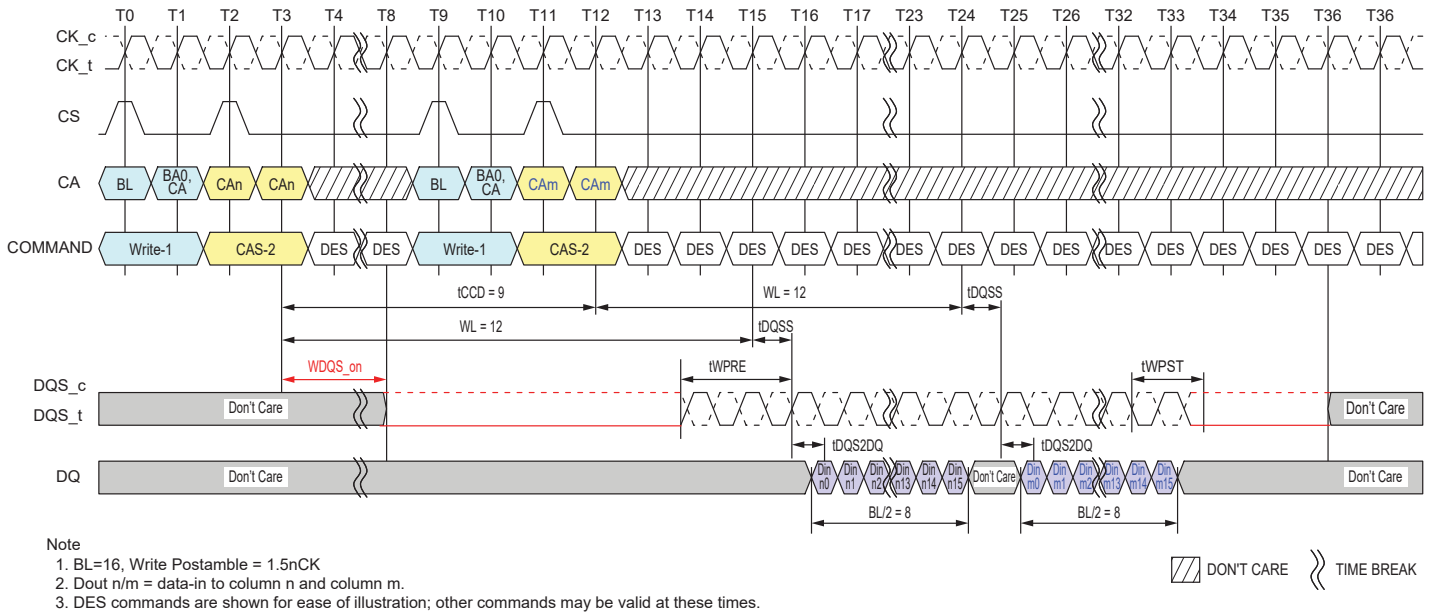 T0 T1 T2 T3 T4 T8 T9 T10 T11 T12 T13 T14 T15 T16 T17 T23 T24 T25 T26 T32 T33 T34 T35 T36 T36
CK_c
CK_t
CS
CA BL BA0, CA CAn CAn BL BA0, CA CAm CAm
COMMAND Write-1 CAS-2 DES DES Write-1 CAS-2 DES DES DES DES DES DES DES DES DES DES DES DES DES DES DES
tCCD = 9 WL = 12 tDQSS
WL = 12 tDQSS
WDQS_on tWPRE tWPST
DQS_c
DQS_t Don't Care Don't Care
tDQS2DQ tDQS2DQ
DQ Don't Care Din n0 Din n1 Din n2 Din n13 Din n14 Din n15 Don't Care Din m0 Din m1 Din m2 Din m13 Din m14 Din m15 Don't Care
BL/2 = 8 BL/2 = 8
Note
1. BL=16, Write Postamble = 1.5nCK
2. Dout n/m = data-in to column n and column m.
3. DES commands are shown for ease of illustration; other commands may be valid at these times.
DON'T CARE TIME BREAK